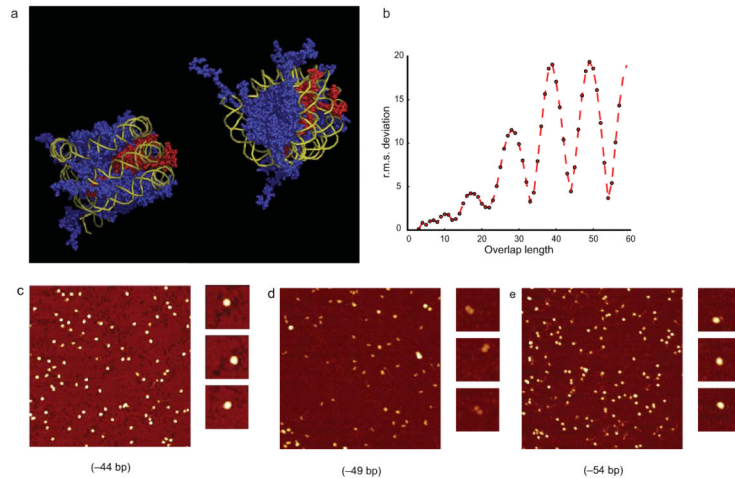 a
b
20
15
10
5
0
r.m.s. deviation
0 10 20 30 40 50 60
Overlap length
c
d
e
(–44 bp)
(–49 bp)
(–54 bp)